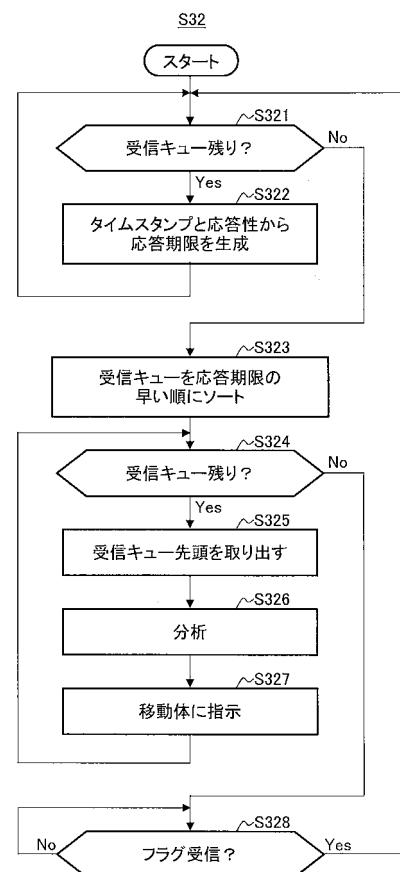 S32
スタート
S321
受信キュー残り？
No
Yes
S322
タイムスタンプと応答性から
応答期限を生成
S323
受信キューを応答期限の
早い順にソート
S324
受信キュー残り？
No
Yes
S325
受信キュー先頭を取り出す
S326
分析
S327
移動体に指示
S328
No
フラグ受信？
Yes